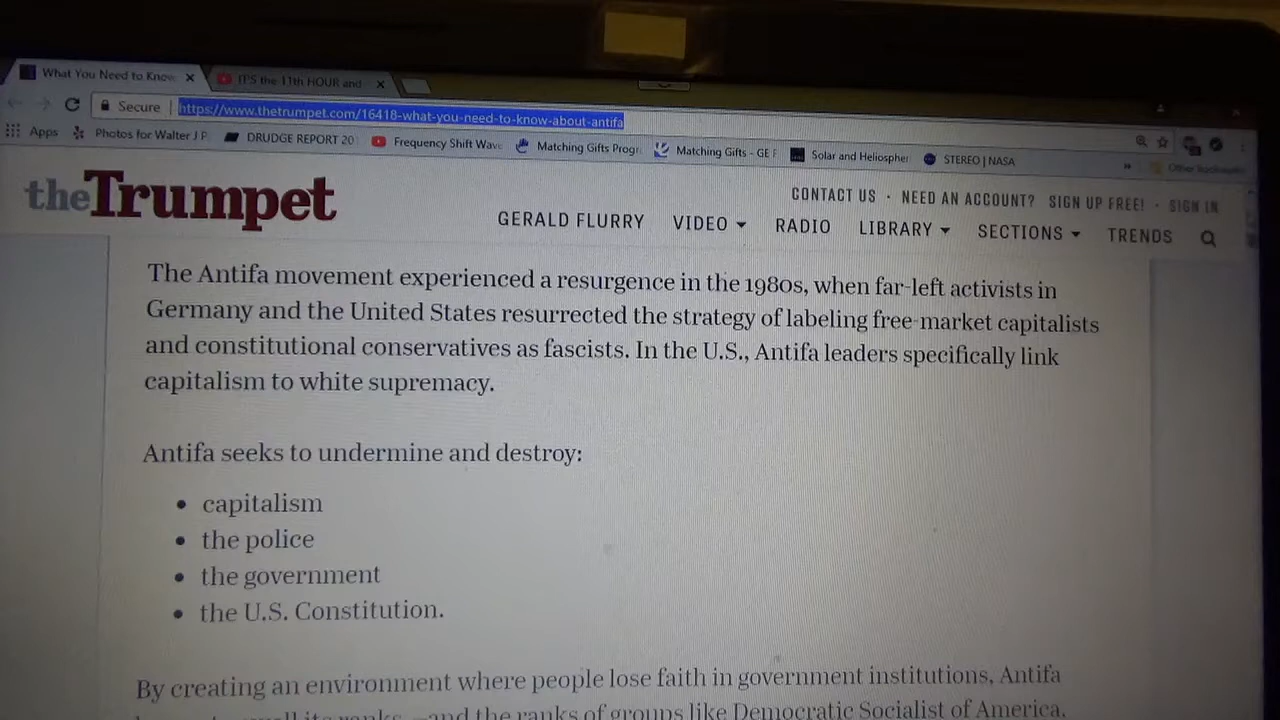 What You Need to Know
IT'S the 11th HOUR and
Secure | https://www.thetrumpet.com/16418-what-you-need-to-know-about-antifa
Apps Photos for Walter J P DRUDGE REPORT 20 Frequency Shift Wave Matching Gifts Progr Matching Gifts - GE F Solar and Heliospher STEREO | NASA » Other bookmarks
theTrumpet
CONTACT US · NEED AN ACCOUNT? SIGN UP FREE! · SIGN IN
GERALD FLURRY VIDEO RADIO LIBRARY SECTIONS TRENDS
The Antifa movement experienced a resurgence in the 1980s, when far-left activists in
Germany and the United States resurrected the strategy of labeling free-market capitalists
and constitutional conservatives as fascists. In the U.S., Antifa leaders specifically link
capitalism to white supremacy.
Antifa seeks to undermine and destroy:
• capitalism
• the police
• the government
• the U.S. Constitution.
By creating an environment where people lose faith in government institutions, Antifa
its ranks—and the ranks of groups like Democratic Socialist of America,